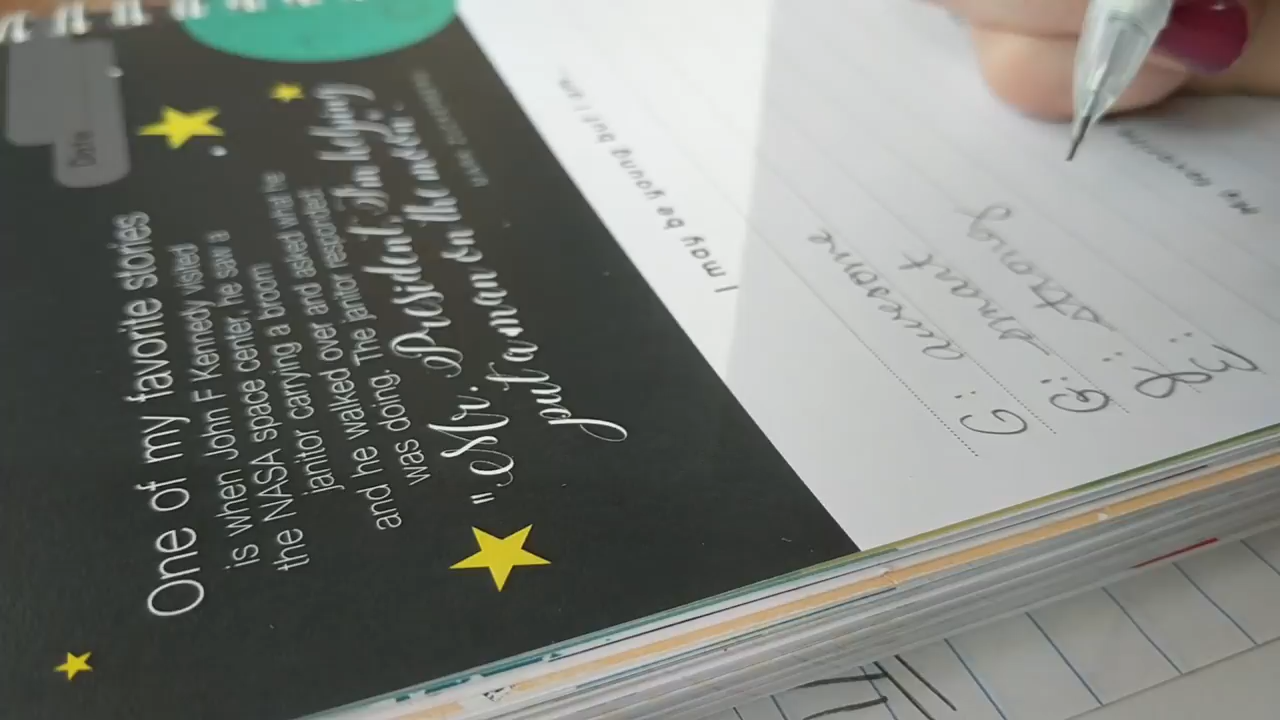 Date
One of my favorite stories
is when John F Kennedy visited
the NASA space center, he saw a
janitor carrying a broom
and he walked over and asked what he
was doing. The janitor responded:
"Mr. President, I'm helping
put a man on the moon."
I may be young but I am...
G: awesome
G: smart
L: strong
E: